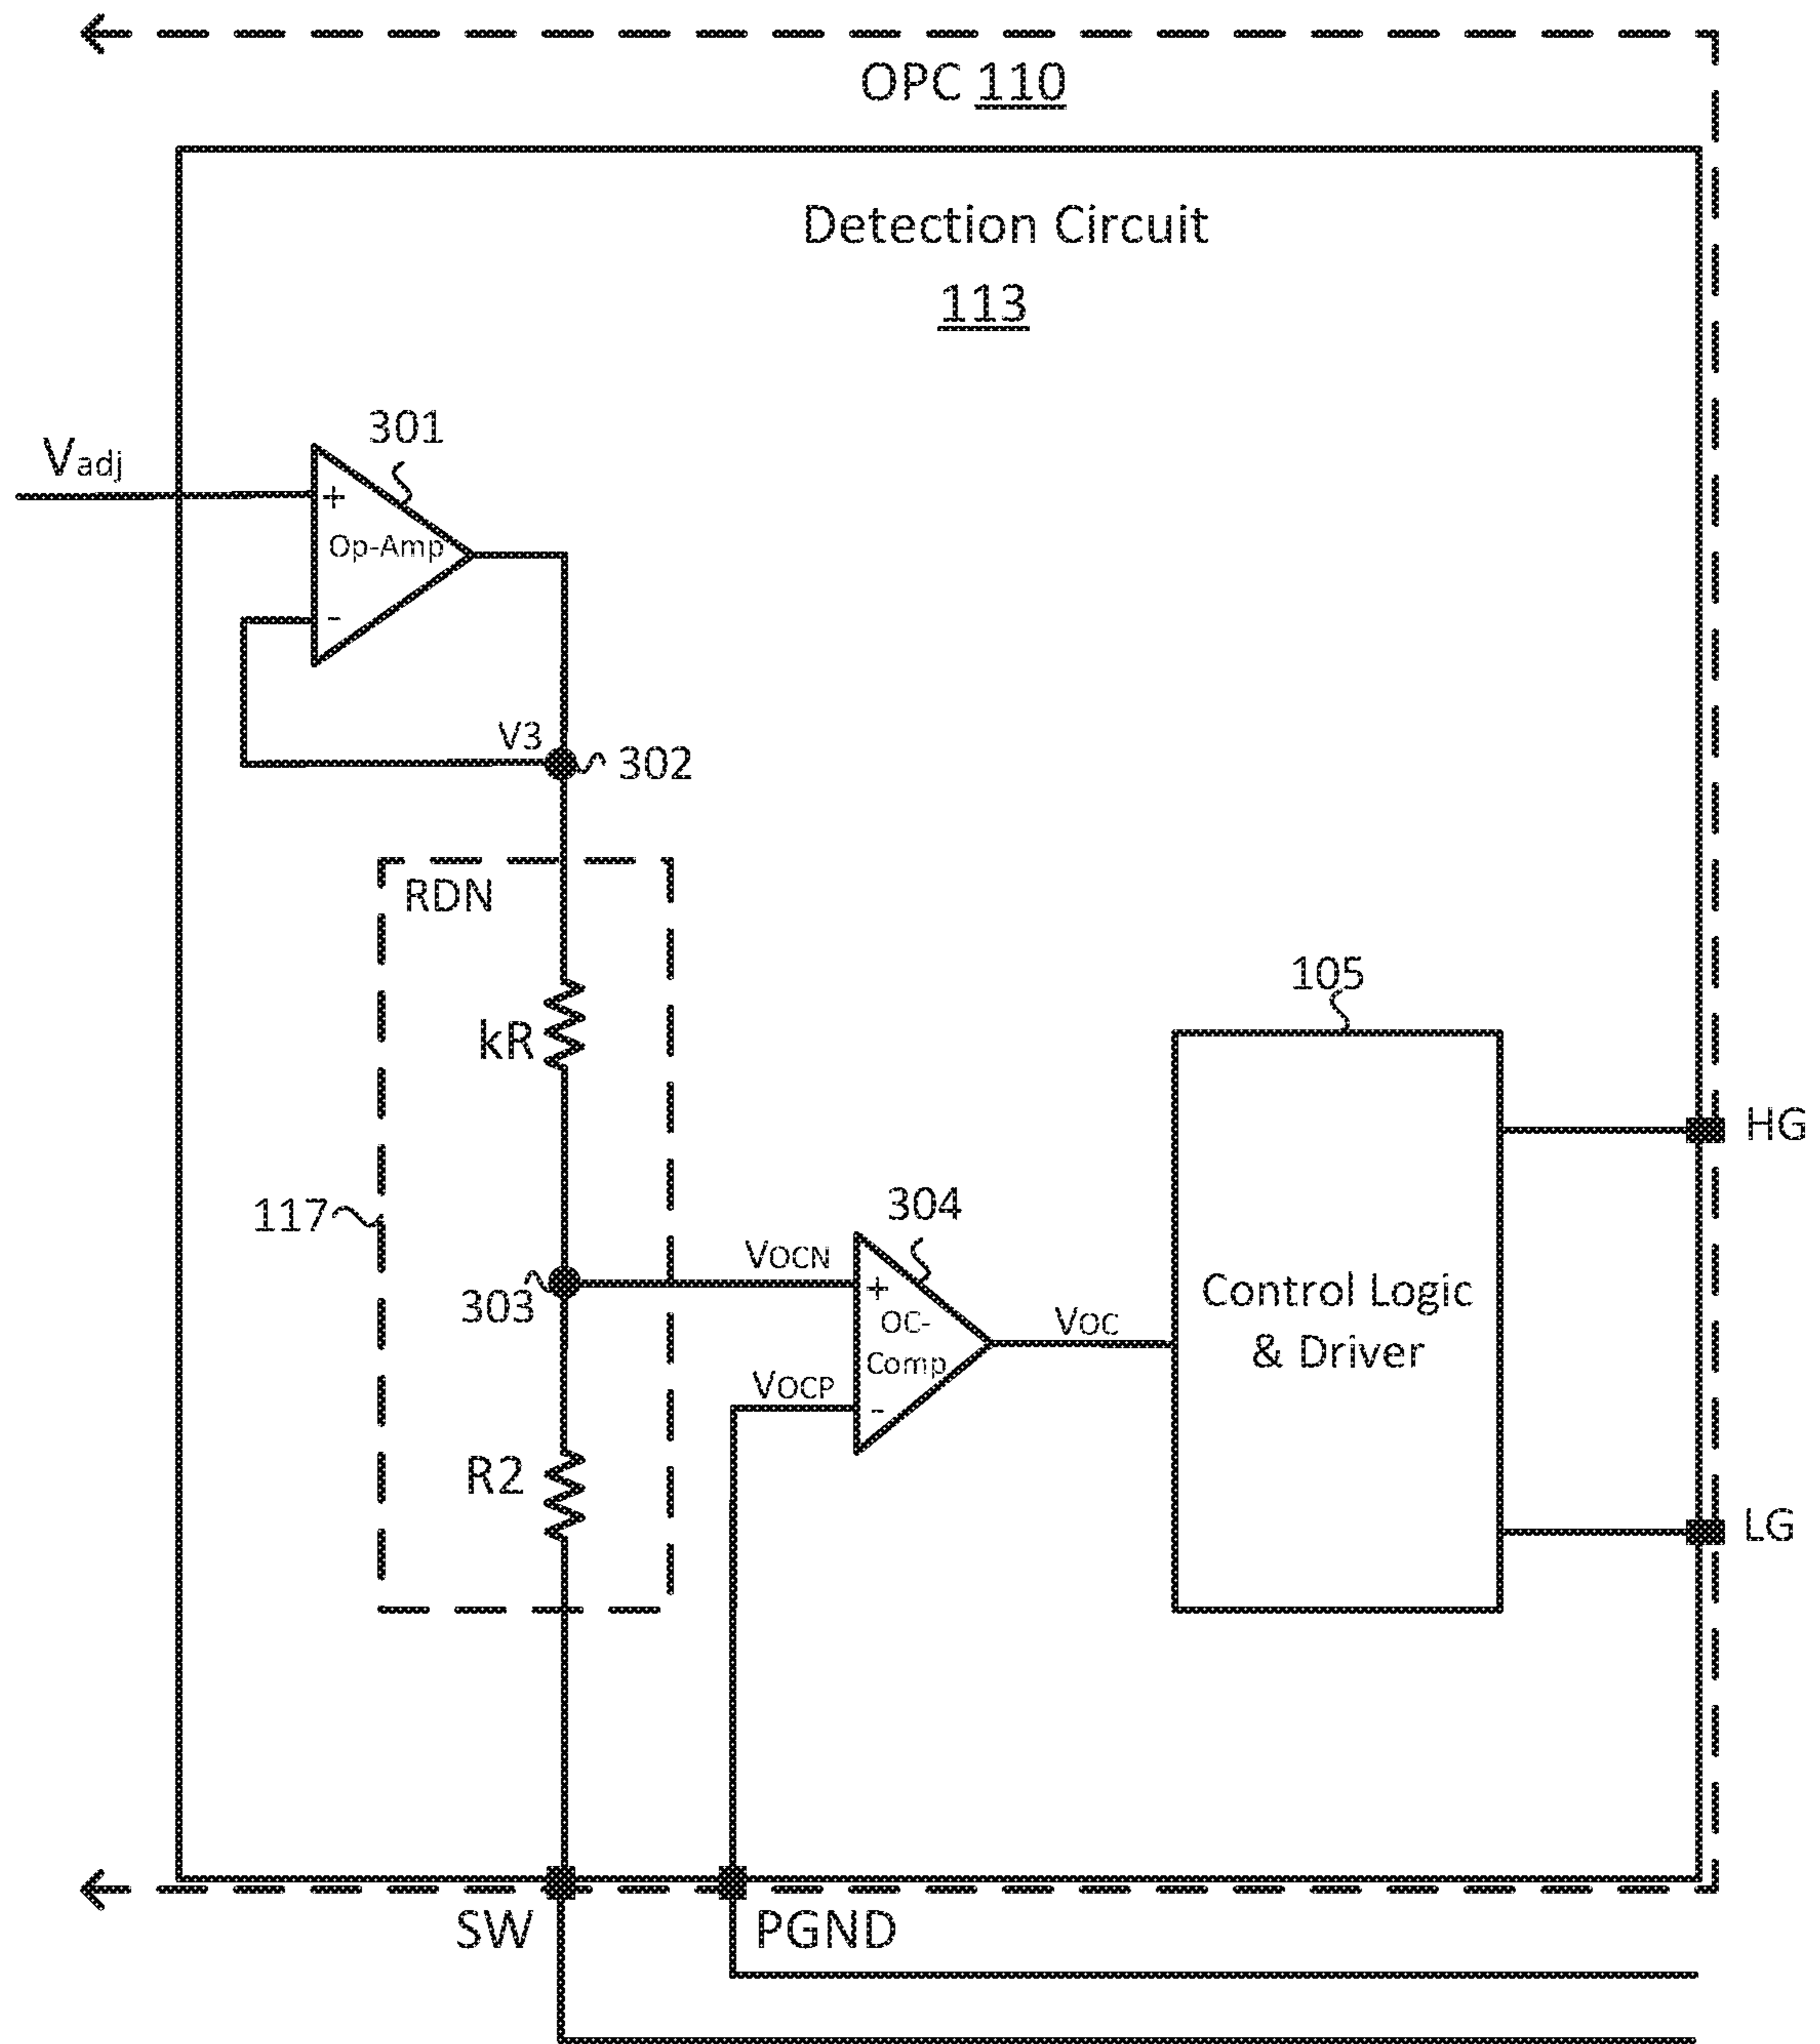 OPC 110
Detection Circuit
113
301
Vadj
+
Op-Amp
-
V3
302
RDN
kR
105
HG
117
304
VOCN
303
+
OC-
Comp
VOC
Control Logic
& Driver
VOCP
-
R2
LG
SW
PGND